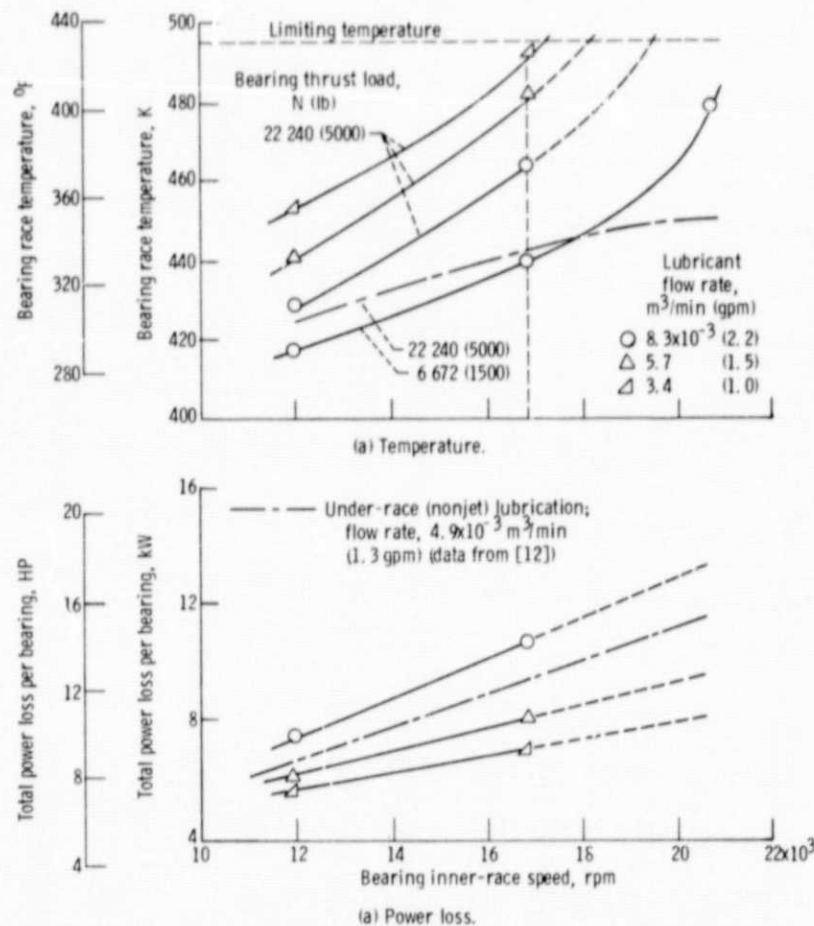 440
400
360
320
280
Bearing race temperature, °F
500
480
460
440
420
400
Bearing race temperature, K
Limiting temperature
Bearing thrust load,
N (lb)
22 240 (5000)
22 240 (5000)
6 672 (1500)
Lubricant
flow rate,
m³/min (gpm)
8.3x10⁻³ (2.2)
5.7 (1.5)
3.4 (1.0)
(a) Temperature.
20
16
12
8
4
Total power loss per bearing, HP
16
12
8
4
Total power loss per bearing, kW
Under-race (nonjet) lubrication;
flow rate, 4.9x10⁻³ m³/min
(1.3 gpm) (data from [12])
10 12 14 16 18 20 22x10³
Bearing inner-race speed, rpm
(a) Power loss.